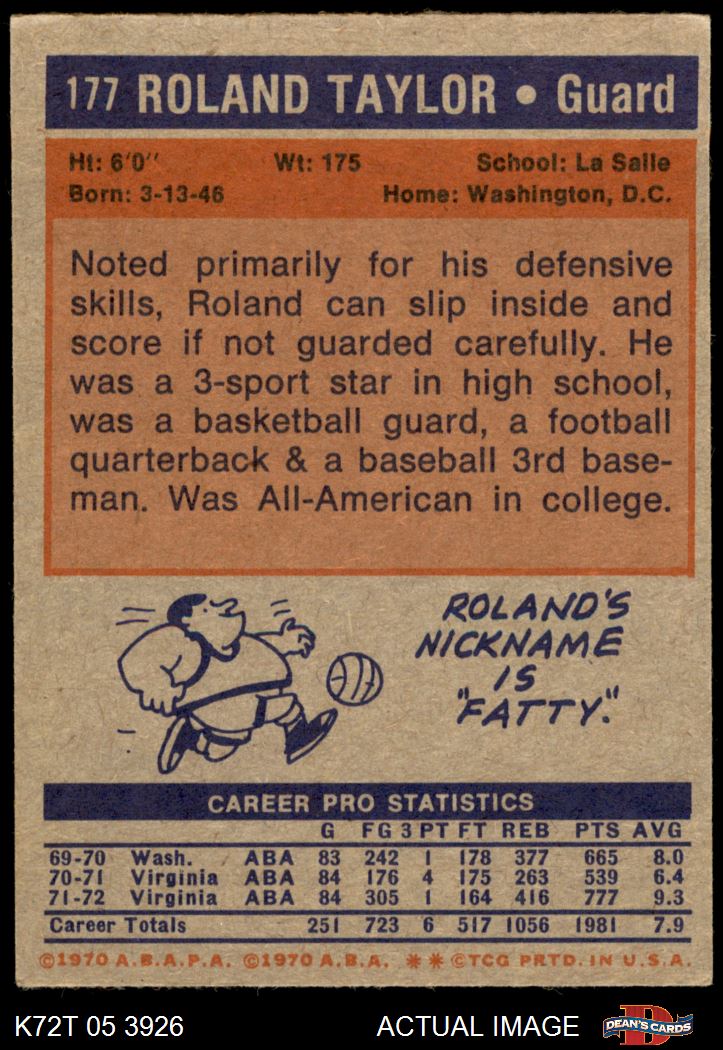 177 ROLAND TAYLOR • Guard
Ht: 6'0'' Wt: 175 School: La Salle
Born: 3-13-46 Home: Washington, D.C.
Noted primarily for his defensive
skills, Roland can slip inside and
score if not guarded carefully. He
was a 3-sport star in high school,
was a basketball guard, a football
quarterback & a baseball 3rd base-
man. Was All-American in college.
ROLAND'S
NICKNAME
IS
"FATTY."
CAREER PRO STATISTICS
G FG 3 PT FT REB PTS AVG
69-70 Wash. ABA 83 242 1 178 377 665 8.0
70-71 Virginia ABA 84 176 4 175 263 539 6.4
71-72 Virginia ABA 84 305 1 164 416 777 9.3
Career Totals 251 723 6 517 1056 1981 7.9
©1970 A.B.A.P.A. ©1970 A.B.A. ** ©TCG PRTD. IN U.S.A.
K72T 05 3926 ACTUAL IMAGE D DEAN'S CARDS